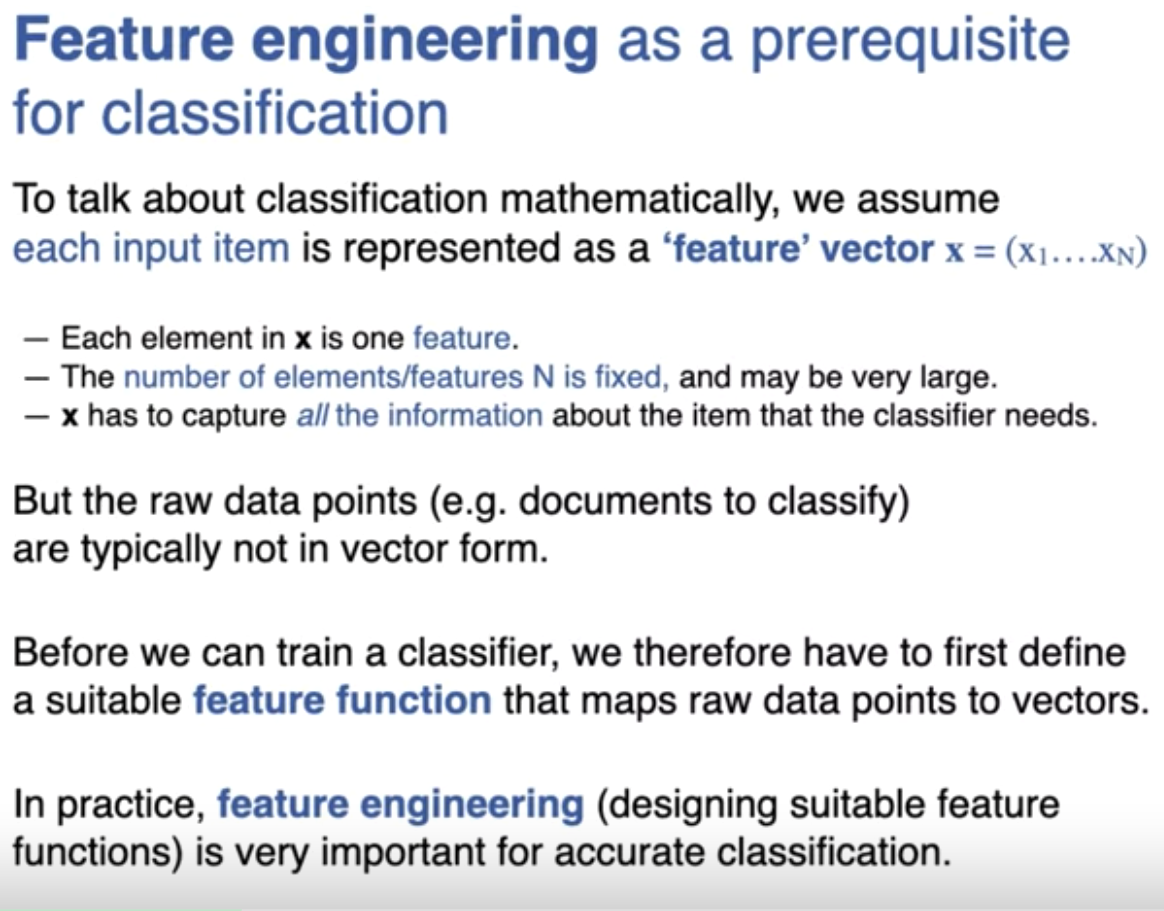 Feature engineering as a prerequisite
for classification
To talk about classification mathematically, we assume
each input item is represented as a ‘feature’ vector x = (x₁....xN)
— Each element in x is one feature.
— The number of elements/features N is fixed, and may be very large.
— x has to capture all the information about the item that the classifier needs.
But the raw data points (e.g. documents to classify)
are typically not in vector form.
Before we can train a classifier, we therefore have to first define
a suitable feature function that maps raw data points to vectors.
In practice, feature engineering (designing suitable feature
functions) is very important for accurate classification.